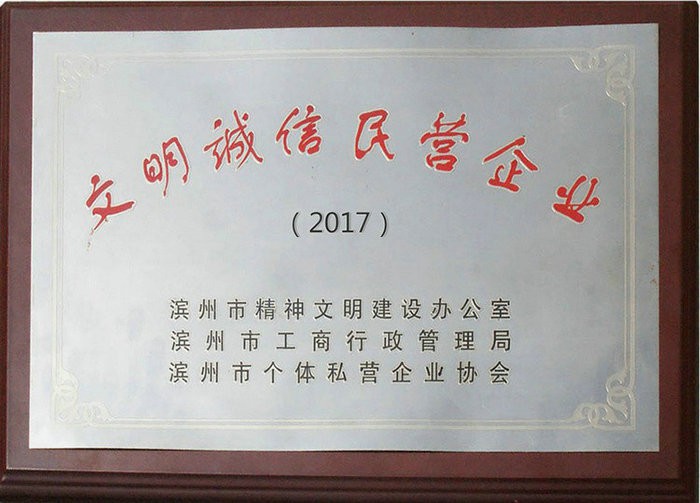 文明诚信民营企业
（2017）
滨州市精神文明建设办公室
滨州市工商行政管理局
滨州市个体私营企业协会